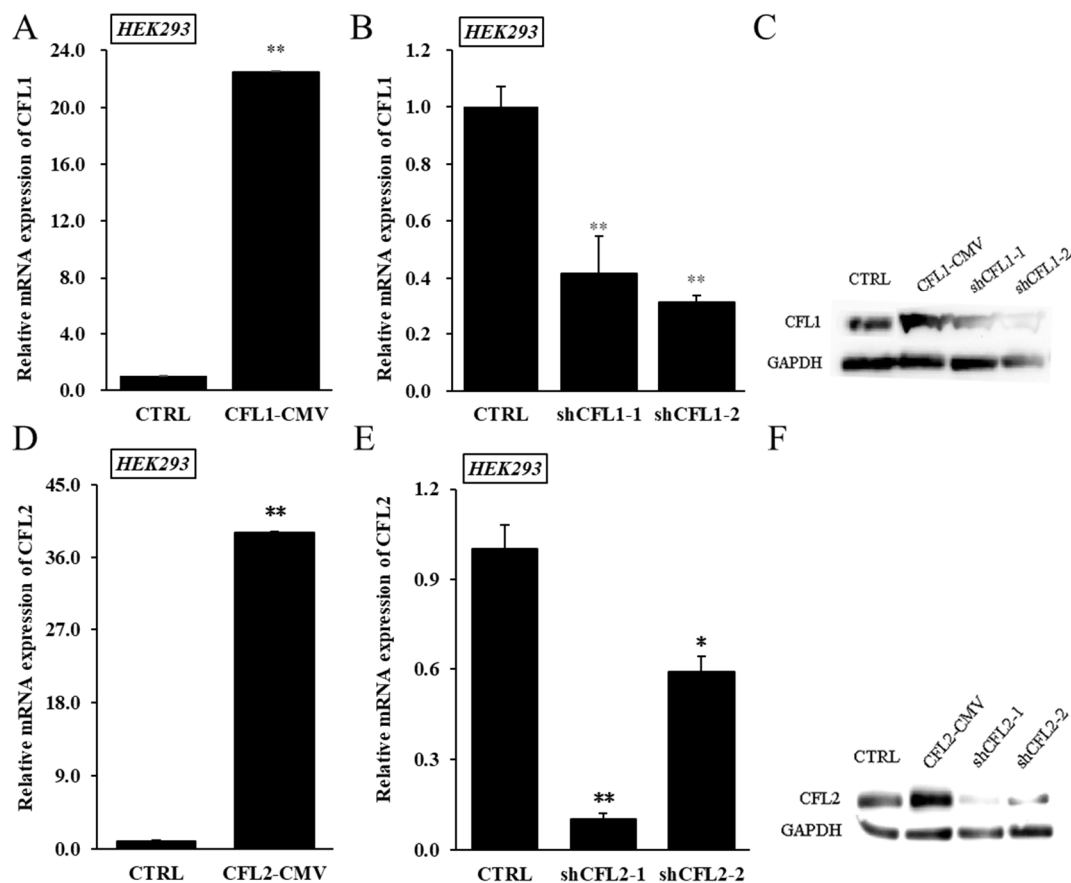 A
HEK293
Relative mRNA expression of CFL1
24.0
20.0
16.0
12.0
8.0
4.0
0.0
**
CTRL
CFL1-CMV
B
HEK293
Relative mRNA expression of CFL1
1.2
1.0
0.8
0.6
0.4
0.2
0.0
**
**
CTRL
shCFL1-1
shCFL1-2
C
CTRL
CFL1-CMV
shCFL1-1
shCFL1-2
CFL1
GAPDH
D
HEK293
Relative mRNA expression of CFL2
45.0
36.0
27.0
18.0
9.0
0.0
**
CTRL
CFL2-CMV
E
HEK293
Relative mRNA expression of CFL2
1.2
0.9
0.6
0.3
0.0
**
*
CTRL
shCFL2-1
shCFL2-2
F
CTRL
CFL2-CMV
shCFL2-1
shCFL2-2
CFL2
GAPDH